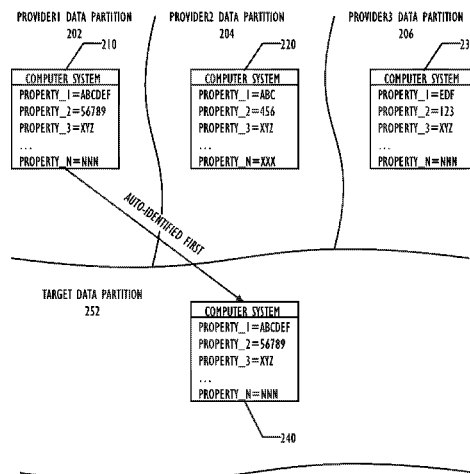 PROVIDER1 DATA PARTITION
202
210
COMPUTER SYSTEM
PROPERTY_1=ABCDEF
PROPERTY_2=56789
PROPERTY_3=XYZ
...
PROPERTY_N=NNN
PROVIDER2 DATA PARTITION
204
220
COMPUTER SYSTEM
PROPERTY_1=ABC
PROPERTY_2=456
PROPERTY_3=XYZ
...
PROPERTY_N=XXX
PROVIDER3 DATA PARTITION
206
COMPUTER SYSTEM
PROPERTY_1=EDF
PROPERTY_2=123
PROPERTY_3=XYZ
...
PROPERTY_N=NNN
AUTO-IDENTIFIED FIRST
TARGET DATA PARTITION
252
COMPUTER SYSTEM
PROPERTY_1=ABCDEF
PROPERTY_2=56789
PROPERTY_3=XYZ
...
PROPERTY_N=NNN
240